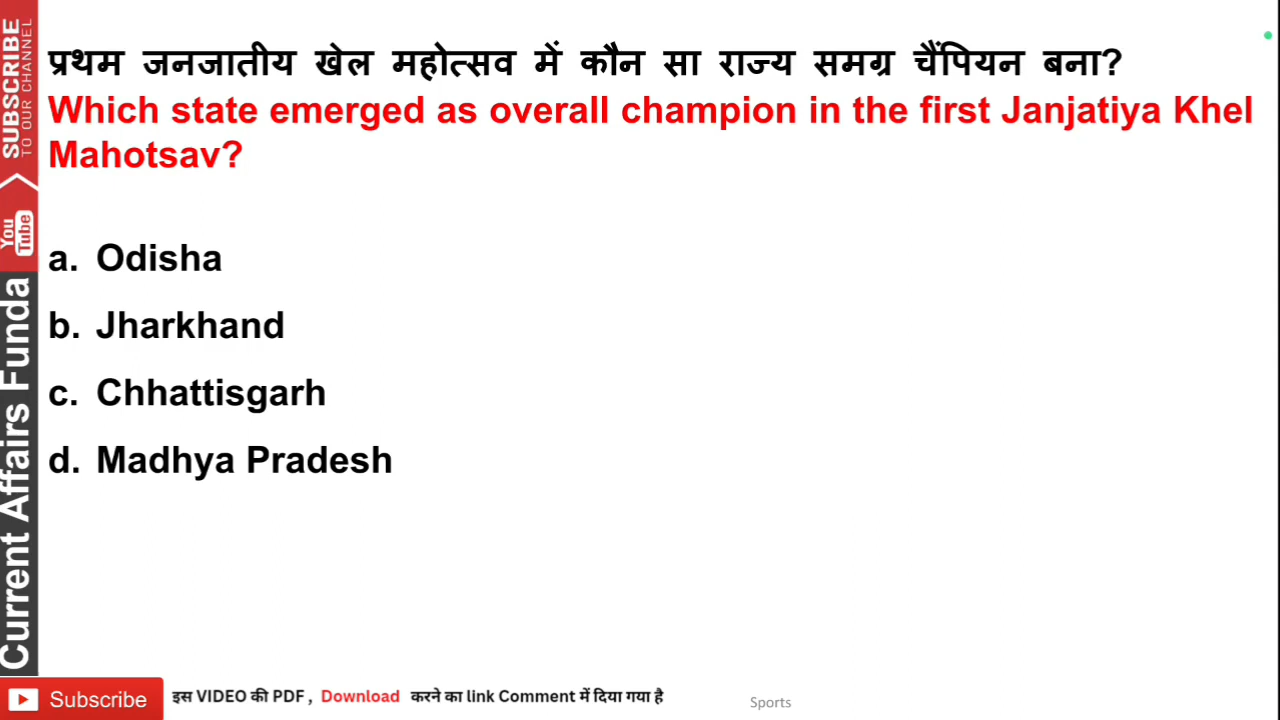 प्रथम जनजातीय खेल महोत्सव में कौन सा राज्य समग्र चैंपियन बना?
Which state emerged as overall champion in the first Janjatiya Khel
Mahotsav?
a. Odisha
b. Jharkhand
c. Chhattisgarh
d. Madhya Pradesh
SUBSCRIBE
TO OUR CHANNEL
You
Tube
Current Affairs Funda
Subscribe
इस VIDEO की PDF , Download करने का link Comment में दिया गया है
Sports